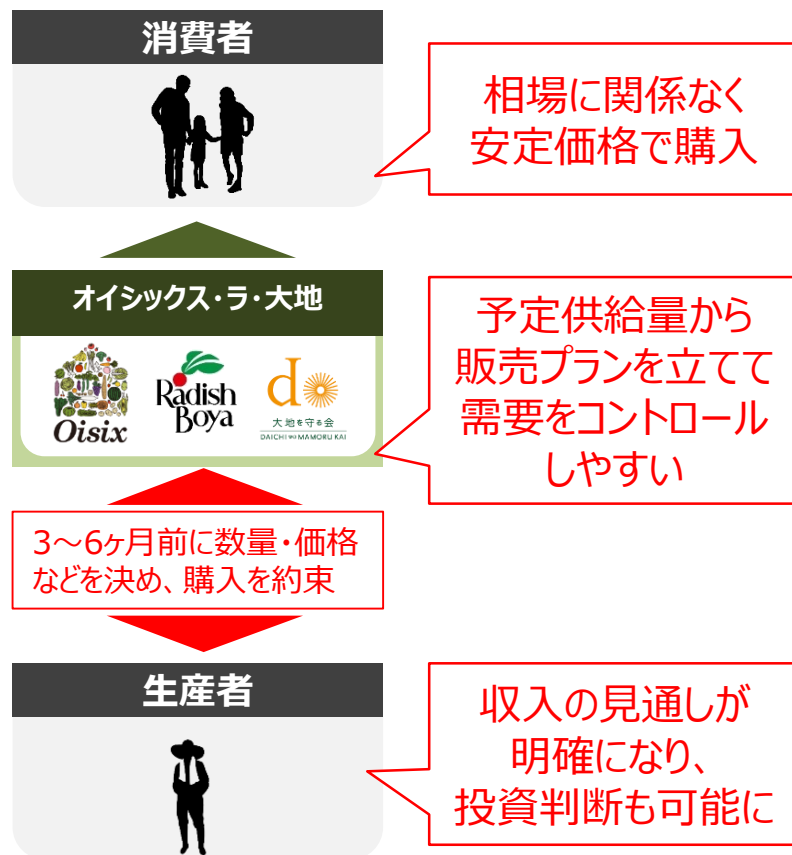 消費者
相場に関係なく
安定価格で購入
オイシックス・ラ・大地
Oisix
Radish
Boya
do
大地を守る会
DAICHI WO MAMORU KAI
予定供給量から
販売プランを立てて
需要をコントロール
しやすい
3～6ヶ月前に数量・価格
などを決め、購入を約束
生産者
収入の見通しが
明確になり、
投資判断も可能に